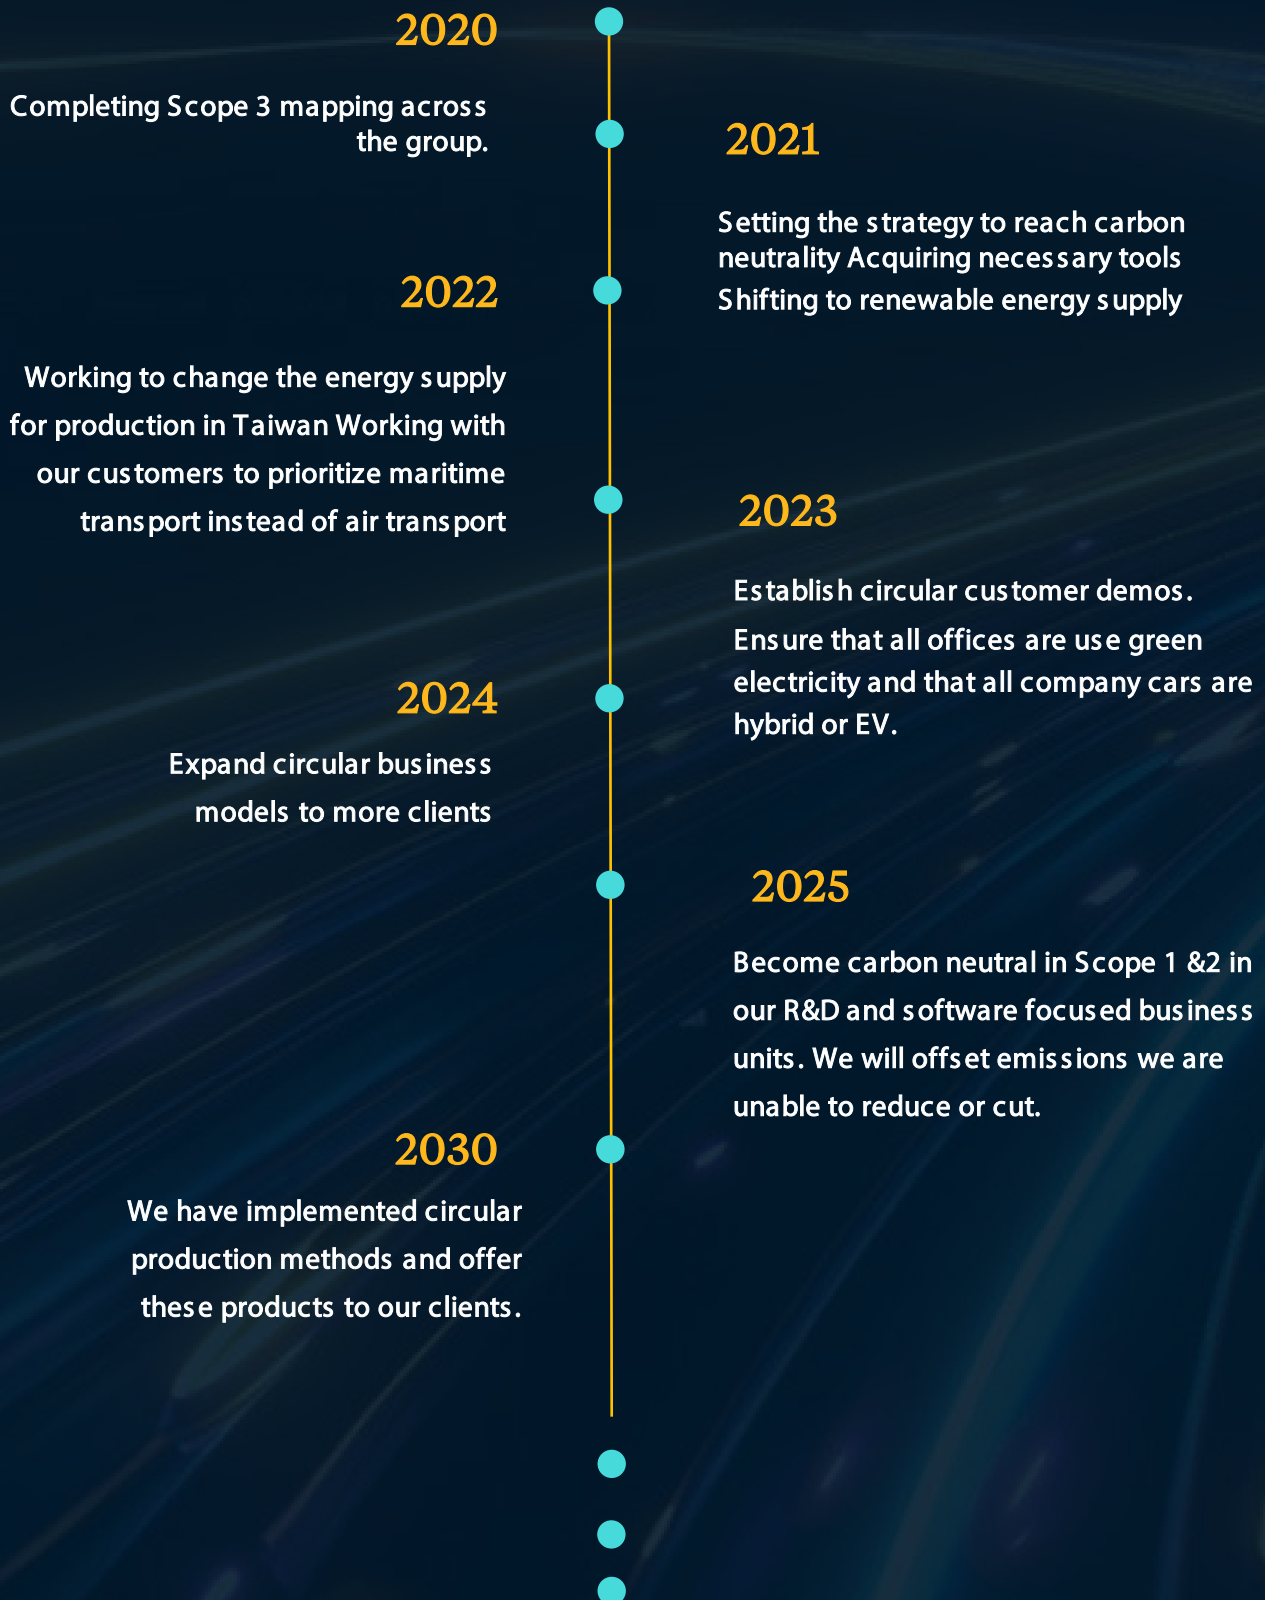 2020
Completing Scope 3 mapping across
the group.
2021
Setting the strategy to reach carbon
neutrality Acquiring necessary tools
Shifting to renewable energy supply
2022
Working to change the energy supply
for production in Taiwan Working with
our customers to prioritize maritime
transport instead of air transport
2023
Establish circular customer demos.
Ensure that all offices are use green
electricity and that all company cars are
hybrid or EV.
2024
Expand circular business
models to more clients
2025
Become carbon neutral in Scope 1 &2 in
our R&D and software focused business
units. We will offset emissions we are
unable to reduce or cut.
2030
We have implemented circular
production methods and offer
these products to our clients.